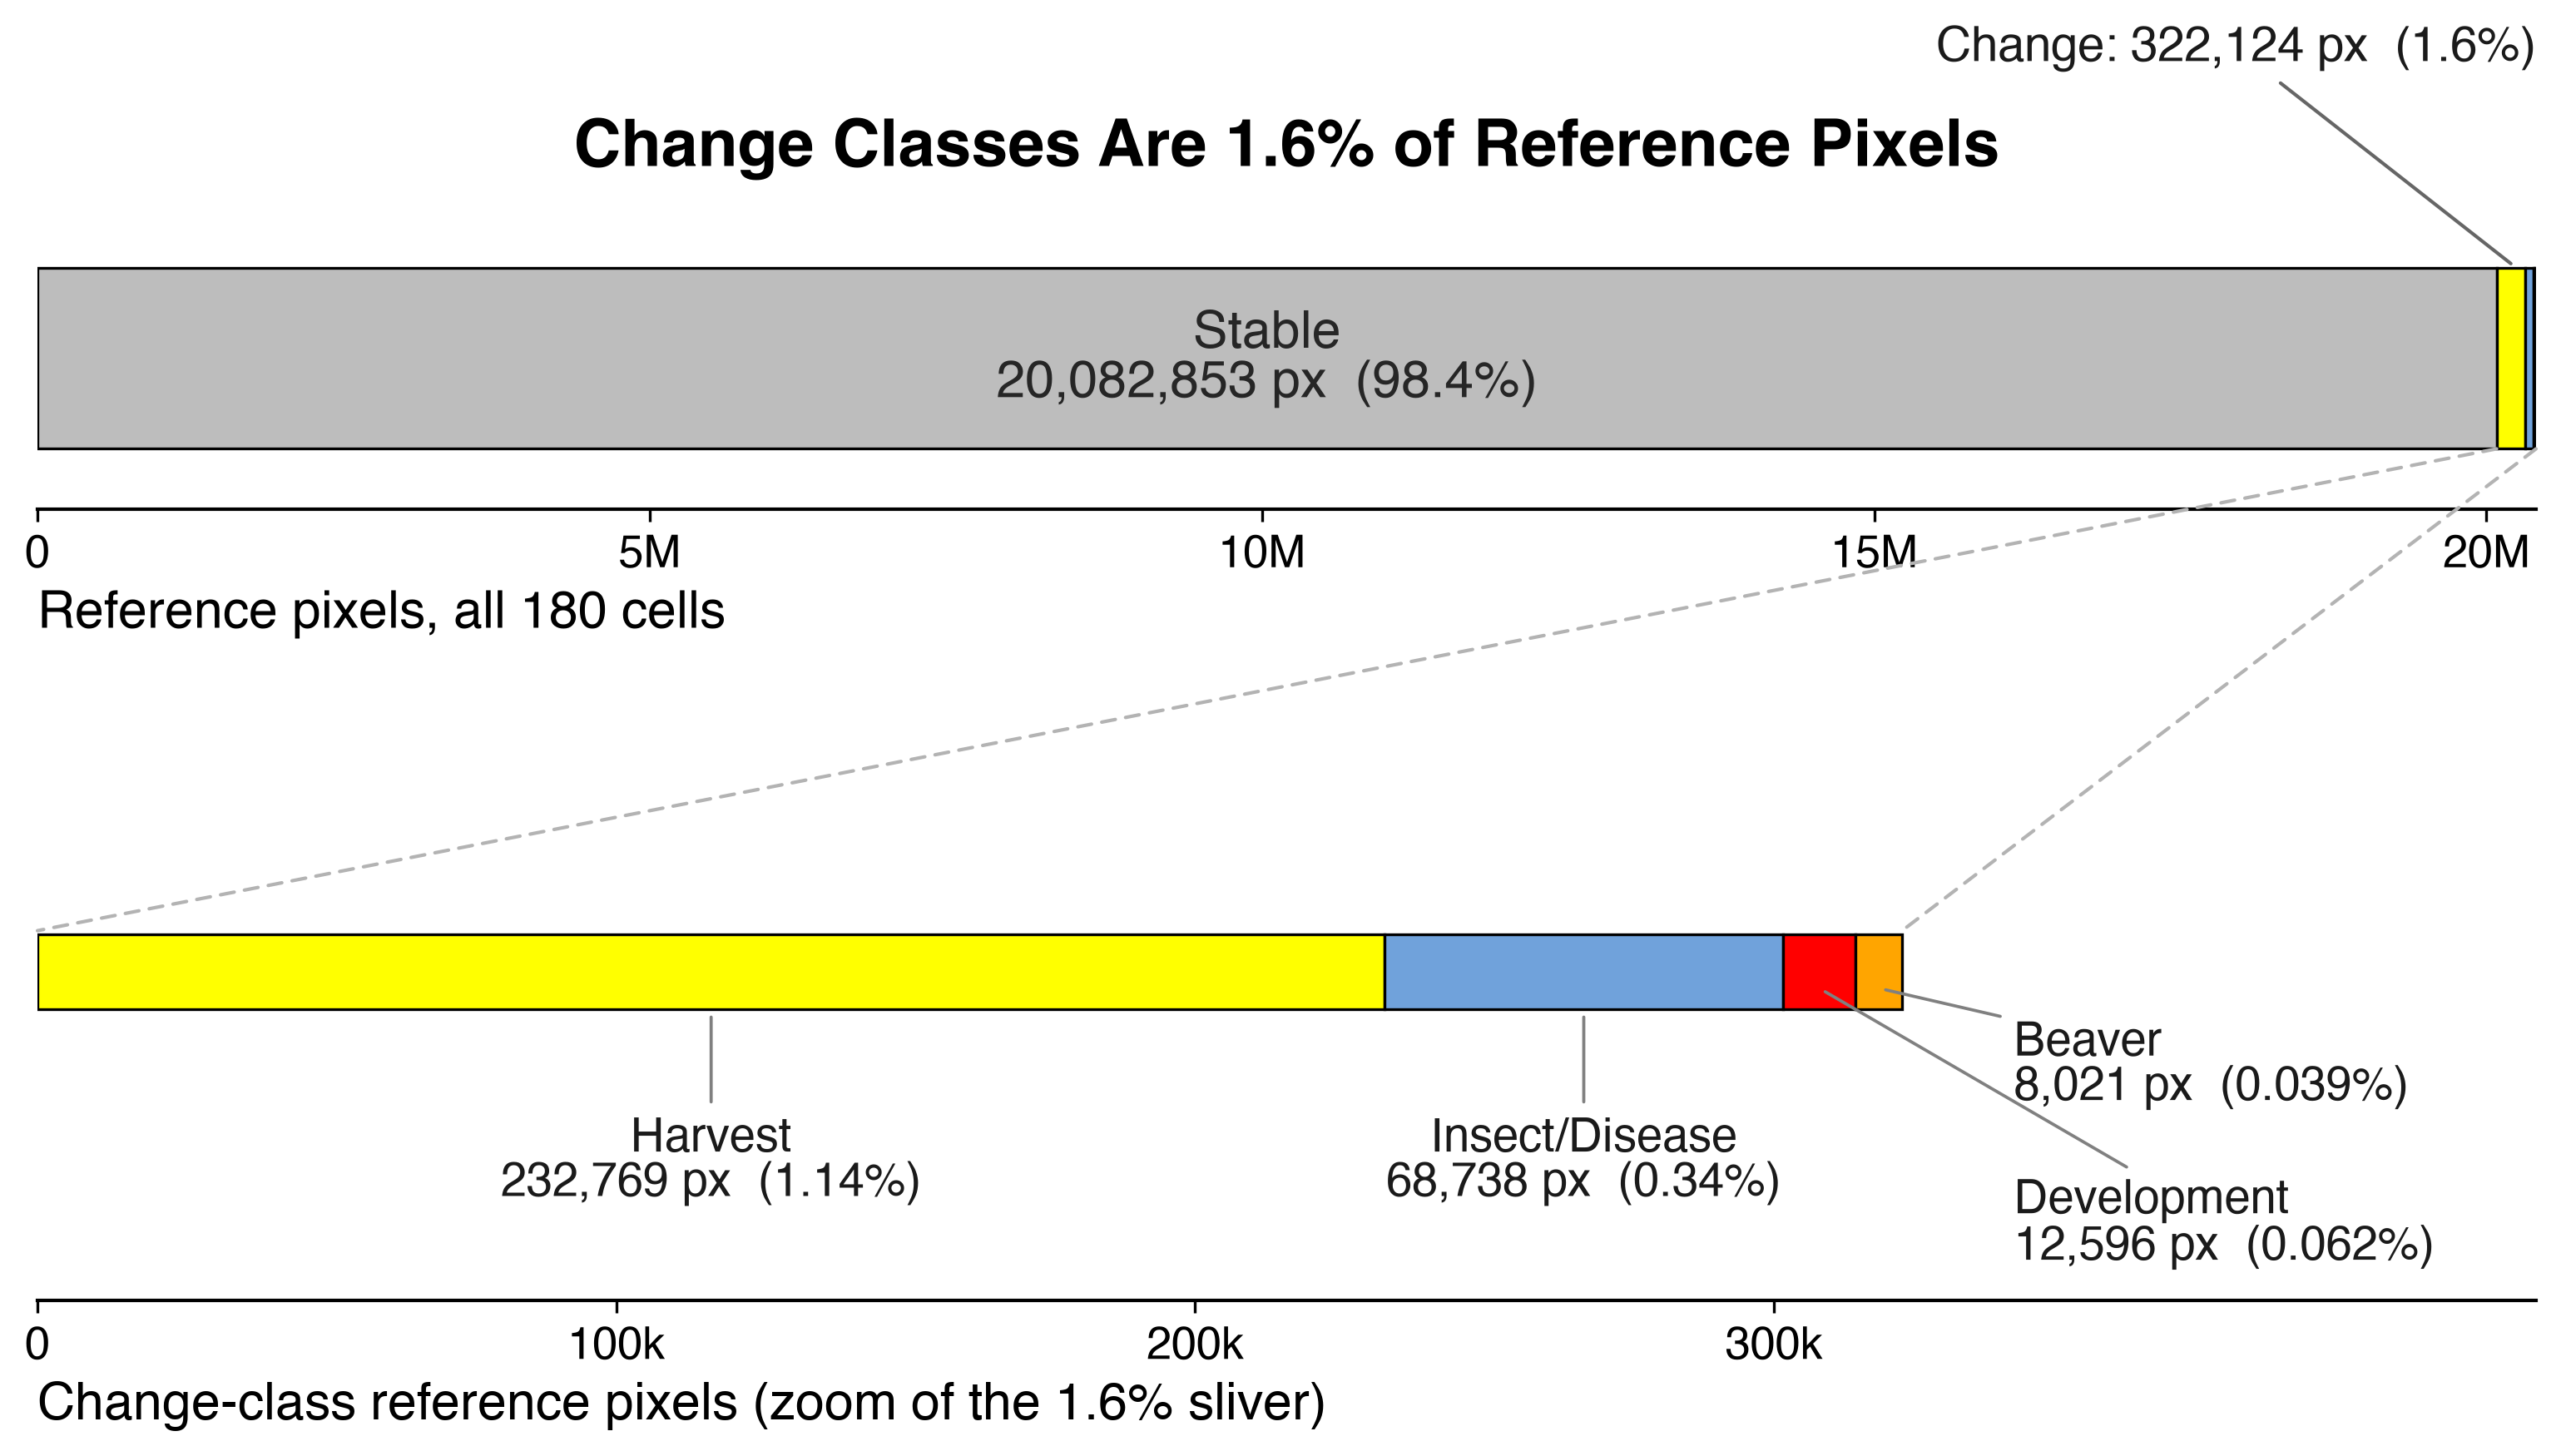 Change: 322,124 px (1.6%)
Change Classes Are 1.6% of Reference Pixels
Stable
20,082,853 px (98.4%)
0 5M 10M 15M 20M
Reference pixels, all 180 cells
Beaver
8,021 px (0.039%)
Harvest
232,769 px (1.14%)
Insect/Disease
68,738 px (0.34%)
Development
12,596 px (0.062%)
0 100k 200k 300k
Change-class reference pixels (zoom of the 1.6% sliver)